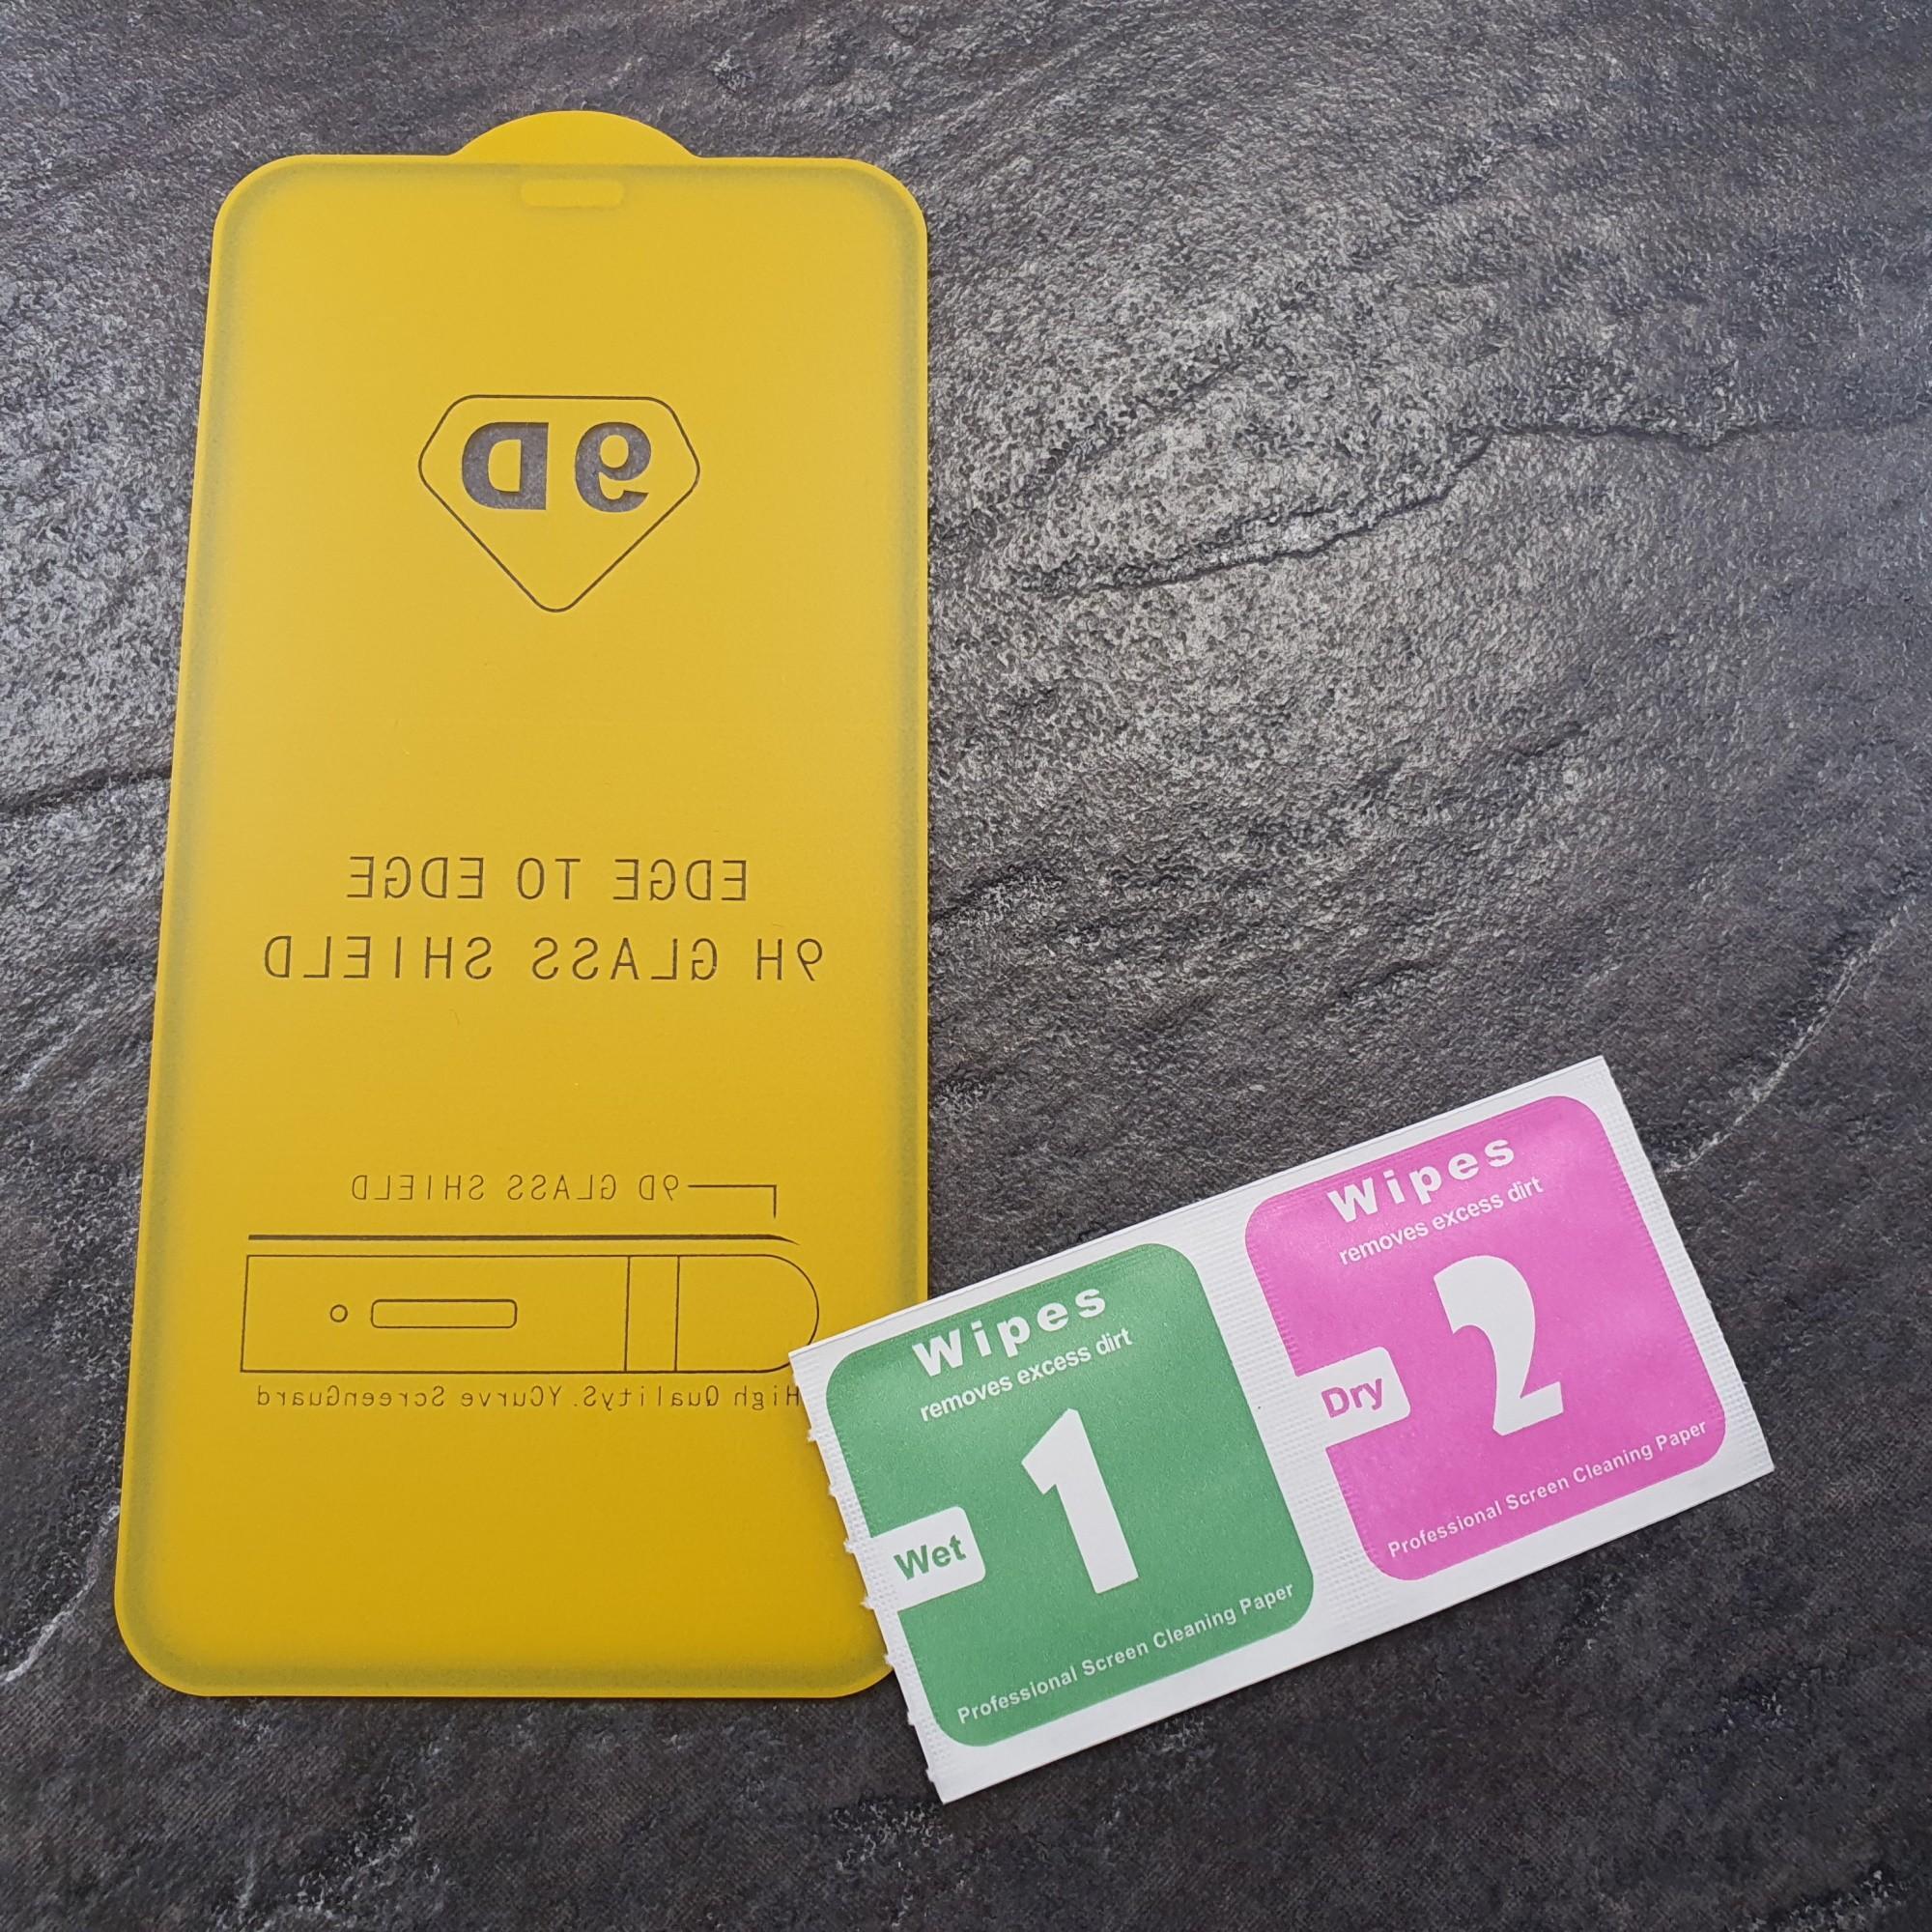 9D
EDGE TO EDGE
9H GLASS SHIELD
9D GLASS SHIELD
High QualityS.YCurve ScreenGuard
Wipes
removes excess dirt
1
Wet
Professional Screen Cleaning Paper
Wipes
removes excess dirt
2
Dry
Professional Screen Cleaning Paper